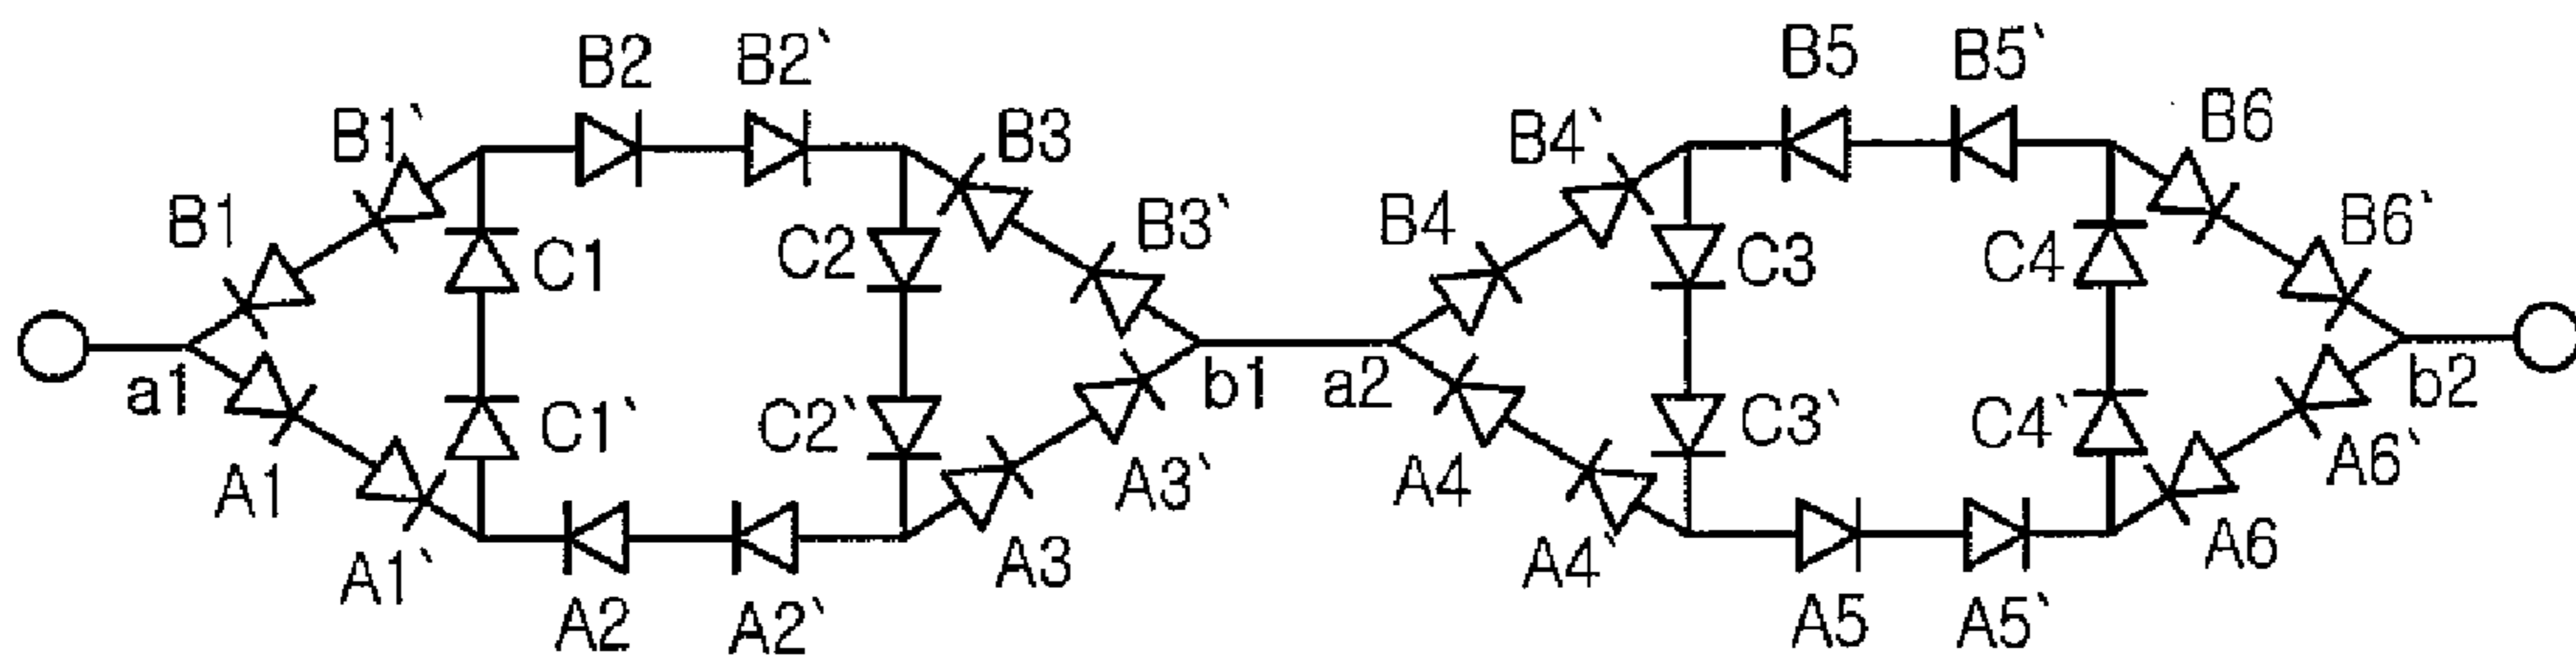 B2 B2` B5 B5`
B1` B3 B4` B6
B1 B3` B4 B6`
C1 C2 C3 C4
a1 b1 a2 b2
C1` C2` C3` C4`
A1 A3` A4 A6`
A1` A3 A4` A6
A2 A2` A5 A5`